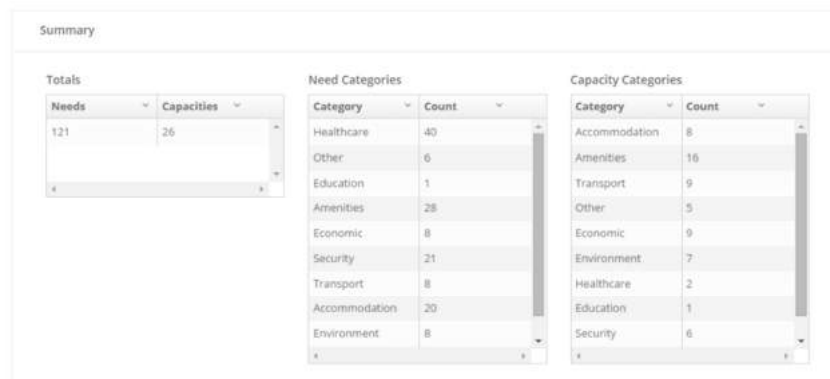 Summary
Totals
Needs Capacities
121 26
Need Categories
Category Count
Healthcare 40
Other 6
Education 1
Amenities 28
Economic 8
Security 21
Transport 8
Accommodation 20
Environment 8
Capacity Categories
Category Count
Accommodation 8
Amenities 16
Transport 9
Other 5
Economic 9
Environment 7
Healthcare 2
Education 1
Security 6